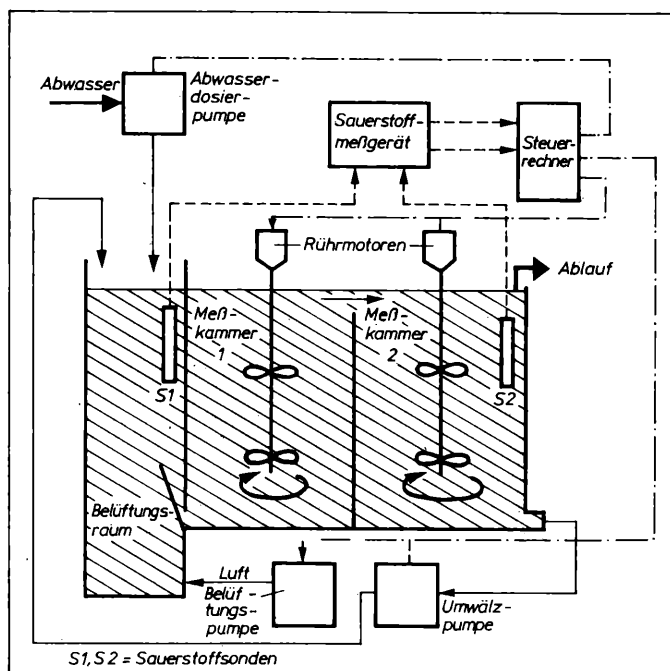 Abwasser
Abwasser-
dosier-
pumpe
Sauerstoff-
meßgerät
Steuer-
rechner
Rührmotoren
Ablauf
Meß-
kammer
1
Meß-
kammer
2
S1
S2
Belüftungs-
raum
Luft
Belüf-
tungs-
pumpe
Umwälz-
pumpe
S1, S2 = Sauerstoffsonden